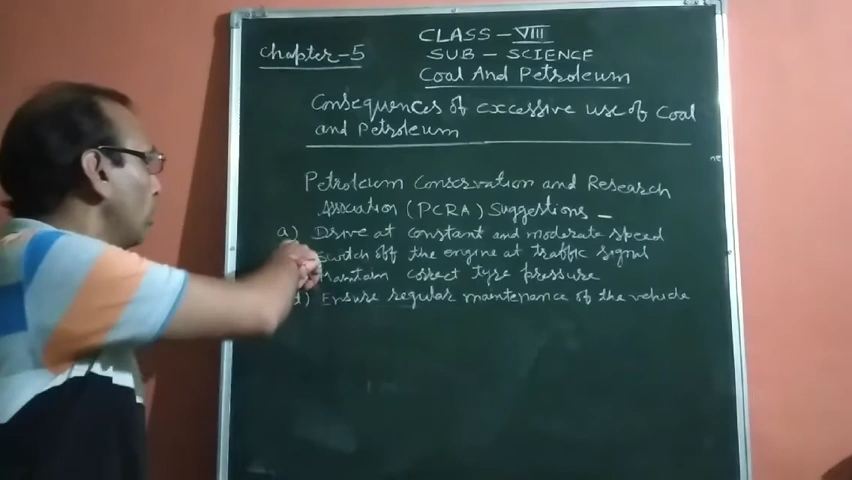 CLASS - VIII
Chapter - 5
SUB - SCIENCE
Coal And Petroleum
Consequences of excessive use of Coal
and Petroleum
Petroleum Conservation and Research
Association (PCRA) Suggestions -
a) Drive at constant and moderate speed
switch off the engine at traffic signal
maintain correct tyre pressure
d) Ensure regular maintenance of the vehicle